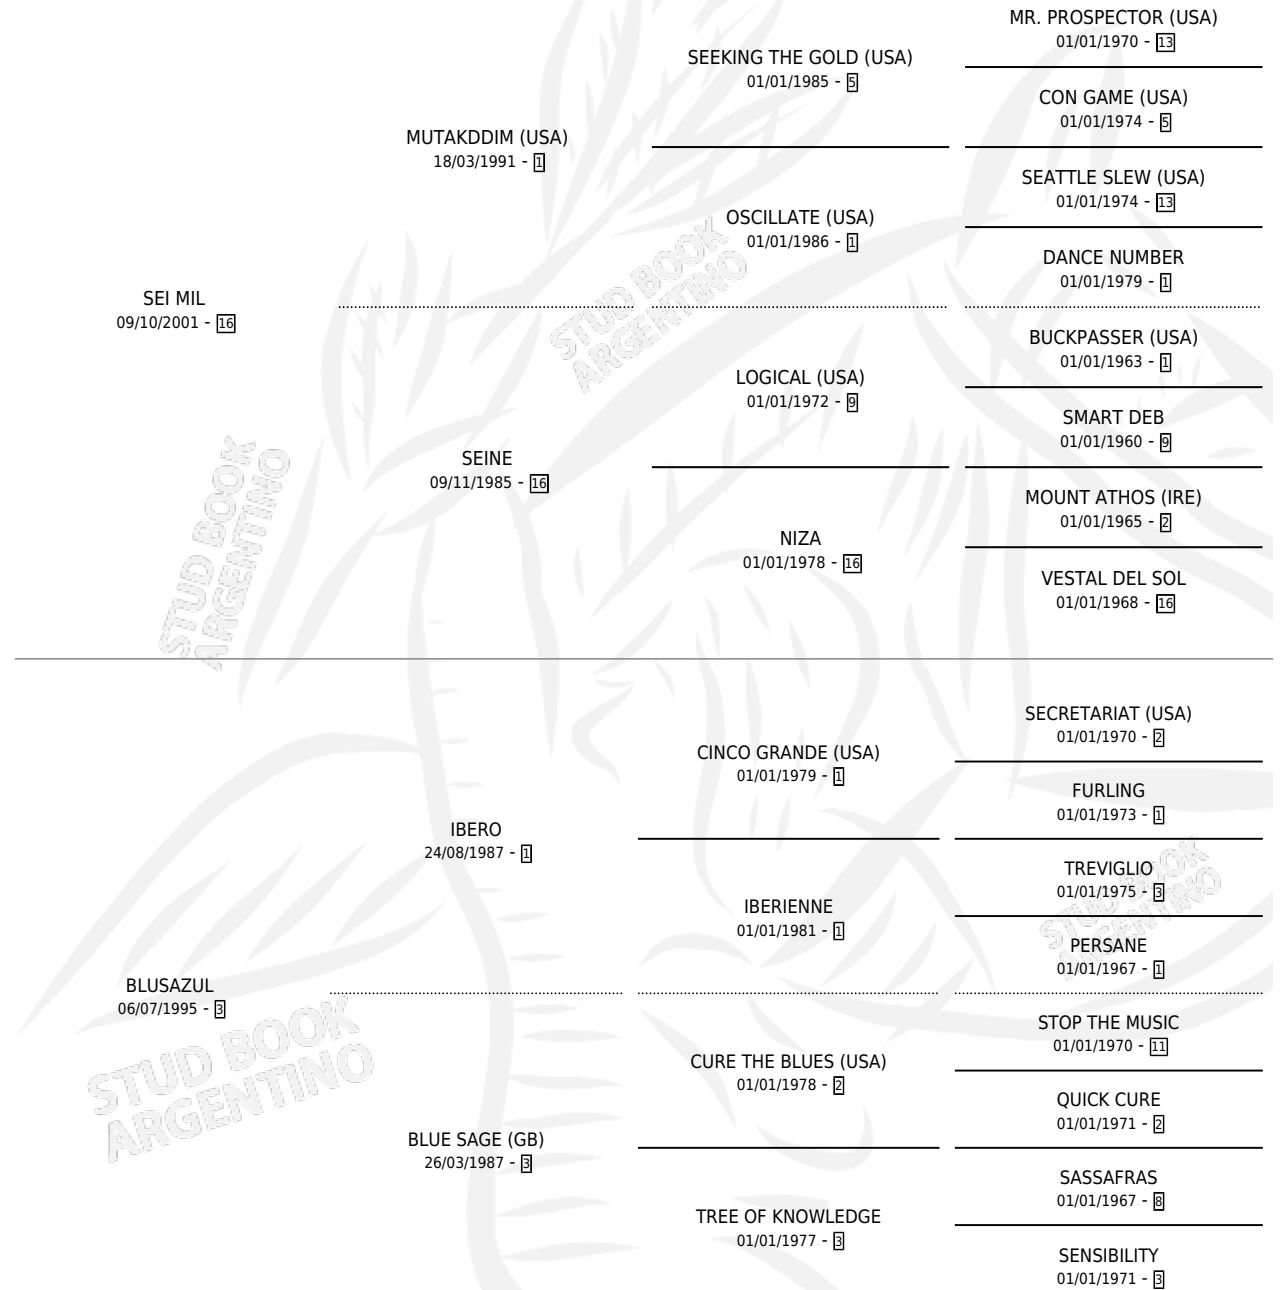 MR. PROSPECTOR (USA)
01/01/1970 - 13
SEEKING THE GOLD (USA)
01/01/1985 - 5
CON GAME (USA)
01/01/1974 - 5
MUTAKDDIM (USA)
18/03/1991 - 1
SEATTLE SLEW (USA)
01/01/1974 - 13
OSCILLATE (USA)
01/01/1986 - 1
DANCE NUMBER
01/01/1979 - 1
SEI MIL
09/10/2001 - 16
STUD BOOK
ARGENTINO
BUCKPASSER (USA)
01/01/1963 - 1
LOGICAL (USA)
01/01/1972 - 9
SMART DEB
01/01/1960 - 9
SEINE
09/11/1985 - 16
MOUNT ATHOS (IRE)
01/01/1965 - 2
NIZA
01/01/1978 - 16
VESTAL DEL SOL
01/01/1968 - 16
STUD BOOK
ARGENTINO
SECRETARIAT (USA)
01/01/1970 - 2
CINCO GRANDE (USA)
01/01/1979 - 1
FURLING
01/01/1973 - 1
IBERO
24/08/1987 - 1
TREVIGLIO
01/01/1975 - 3
IBERIENNE
01/01/1981 - 1
STUD BOOK
ARGENTINO
PERSANE
01/01/1967 - 1
BLUSAZUL
06/07/1995 - 3
STOP THE MUSIC
01/01/1970 - 11
CURE THE BLUES (USA)
01/01/1978 - 2
STUD BOOK
ARGENTINO
QUICK CURE
01/01/1971 - 2
BLUE SAGE (GB)
26/03/1987 - 3
SASSAFRAS
01/01/1967 - 8
TREE OF KNOWLEDGE
01/01/1977 - 3
SENSIBILITY
01/01/1971 - 3